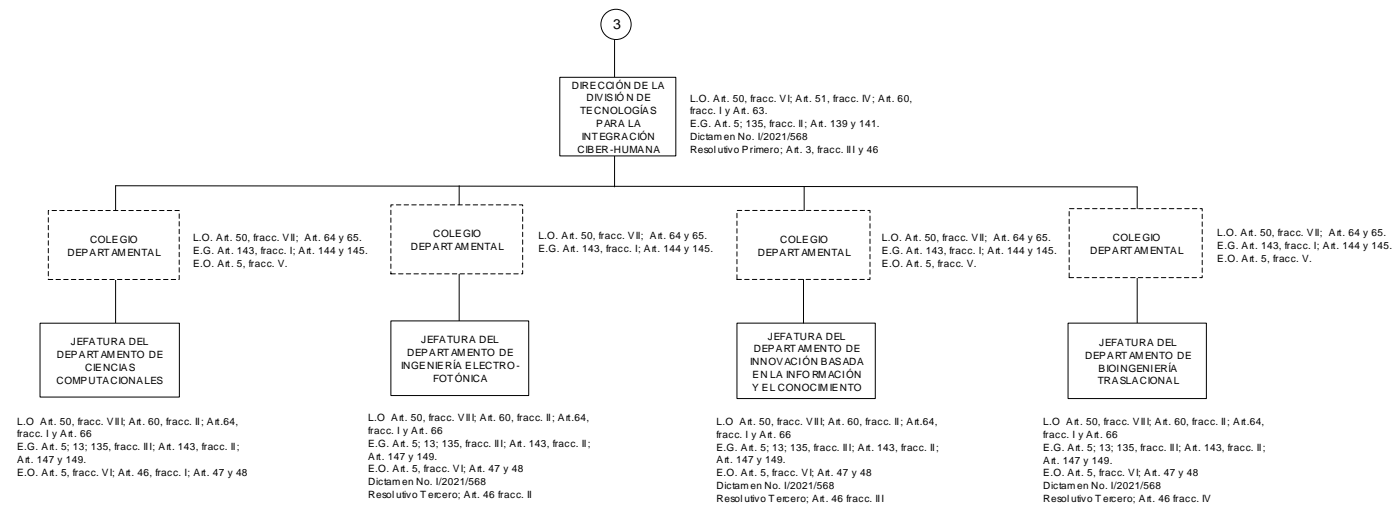 3
DIRECCIÓN DE LA
DIVISIÓN DE
TECNOLOGÍAS
PARA LA
INTEGRACIÓN
CIBER-HUMANA
L.O. Art. 50, fracc. VI; Art. 51, fracc. IV; Art. 60,
fracc. I y Art. 63.
E.G. Art. 5; 135, fracc. II; Art. 139 y 141.
Dictamen No. I/2021/568
Resolutivo Primero; Art. 3, fracc. III y 46
COLEGIO
DEPARTAMENTAL
L.O. Art. 50, fracc. VII; Art. 64 y 65.
E.G. Art. 143, fracc. I; Art. 144 y 145.
E.O. Art. 5, fracc. V.
COLEGIO
DEPARTAMENTAL
L.O. Art. 50, fracc. VII; Art. 64 y 65.
E.G. Art. 143, fracc. I; Art. 144 y 145.
COLEGIO
DEPARTAMENTAL
L.O. Art. 50, fracc. VII; Art. 64 y 65.
E.G. Art. 143, fracc. I; Art. 144 y 145.
E.O. Art. 5, fracc. V.
COLEGIO
DEPARTAMENTAL
L.O. Art. 50, fracc. VII; Art. 64 y 65.
E.G. Art. 143, fracc. I; Art. 144 y 145.
E.O. Art. 5, fracc. V.
JEFATURA DEL
DEPARTAMENTO DE
CIENCIAS
COMPUTACIONALES
JEFATURA DEL
DEPARTAMENTO DE
INGENIERÍA ELECTRO-
FOTÓNICA
JEFATURA DEL
DEPARTAMENTO DE
INNOVACIÓN BASADA
EN LA INFORMACIÓN
Y EL CONOCIMIENTO
JEFATURA DEL
DEPARTAMENTO DE
BIOINGENIERÍA
TRASLACIONAL
L.O Art. 50, fracc. VIII; Art. 60, fracc. II; Art.64,
fracc. I y Art. 66
E.G. Art. 5; 13; 135, fracc. III; Art. 143, fracc. II;
Art. 147 y 149.
E.O. Art. 5, fracc. VI; Art. 46, fracc. I; Art. 47 y 48
L.O Art. 50, fracc. VIII; Art. 60, fracc. II; Art.64,
fracc. I y Art. 66
E.G. Art. 5; 13; 135, fracc. III; Art. 143, fracc. II;
Art. 147 y 149.
E.O. Art. 5, fracc. VI; Art. 47 y 48
Dictamen No. I/2021/568
Resolutivo Tercero; Art. 46 fracc. II
L.O Art. 50, fracc. VIII; Art. 60, fracc. II; Art.64,
fracc. I y Art. 66
E.G. Art. 5; 13; 135, fracc. III; Art. 143, fracc. II;
Art. 147 y 149.
E.O. Art. 5, fracc. VI; Art. 47 y 48
Dictamen No. I/2021/568
Resolutivo Tercero; Art. 46 fracc. III
L.O Art. 50, fracc. VIII; Art. 60, fracc. II; Art.64,
fracc. I y Art. 66
E.G. Art. 5; 13; 135, fracc. III; Art. 143, fracc. II;
Art. 147 y 149.
E.O. Art. 5, fracc. VI; Art. 47 y 48
Dictamen No. I/2021/568
Resolutivo Tercero; Art. 46 fracc. IV